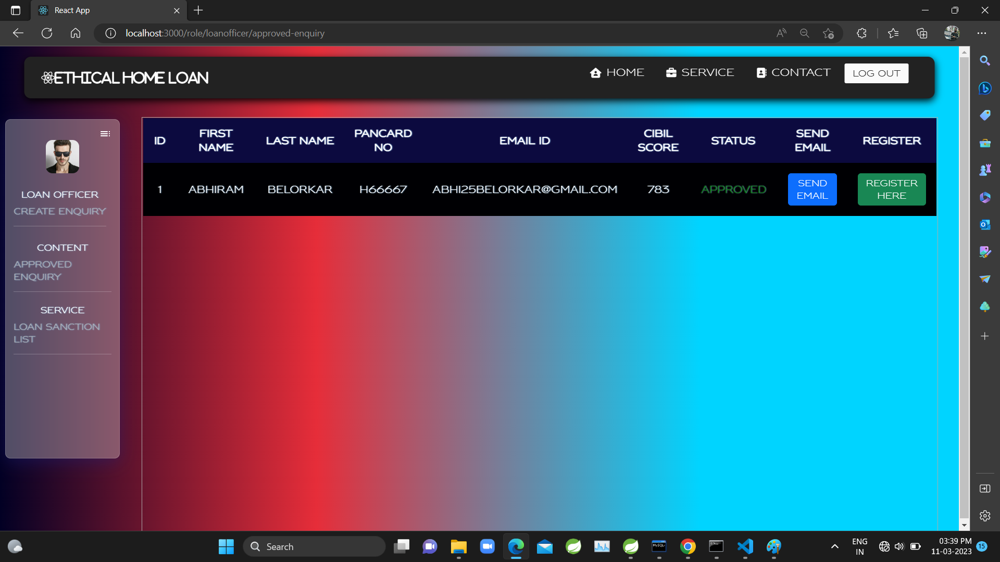 React App
localhost:3000/role/loanofficer/approved-enquiry
ETHICAL HOME LOAN
HOME
SERVICE
CONTACT
LOG OUT
LOAN OFFICER
CREATE ENQUIRY
CONTENT
APPROVED
ENQUIRY
SERVICE
LOAN SANCTION
LIST
ID
FIRST
NAME
LAST NAME
PANCARD
NO
EMAIL ID
CIBIL
SCORE
STATUS
SEND
EMAIL
REGISTER
1
ABHIRAM
BELORKAR
H66667
ABHI25BELORKAR@GMAIL.COM
783
APPROVED
SEND
EMAIL
REGISTER
HERE
Search
MySQL
ENG
IN
03:39 PM
11-03-2023
15